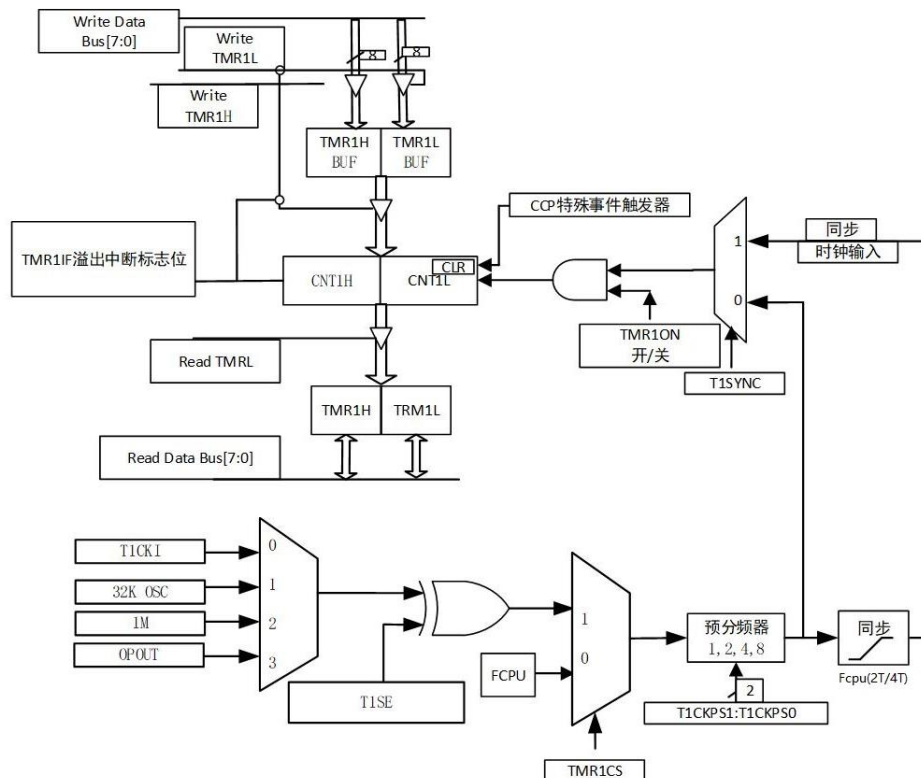 Write Data
Bus[7:0]
Write
TMR1L
Write
TMR1H
8
8
TMR1H
BUF
TMR1L
BUF
CCP特殊事件触发器
TMR1IF溢出中断标志位
CNT1H
CLR
CNT1L
1
0
同步
时钟输入
TMR1ON
开/关
T1SYNC
Read TMRL
TMR1H
TRM1L
Read Data Bus[7:0]
T1CKI
32K OSC
1M
OPOUT
0
1
2
3
T1SE
FCPU
1
0
TMR1CS
预分频器
1,2,4,8
2
T1CKPS1:T1CKPS0
同步
Fcpu(2T/4T)